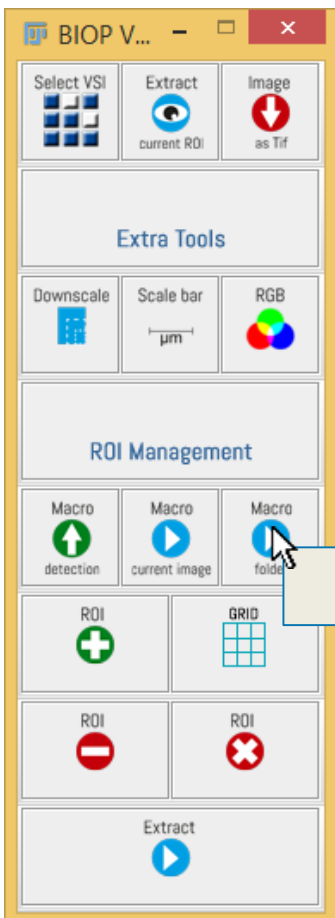 BIOP V...
Select VSI
Extract
current ROI
Image
as Tif
Extra Tools
Downscale
Scale bar
µm
RGB
ROI Management
Macro
detection
Macro
current image
Macro
ROI
GRID
ROI
ROI
Extract